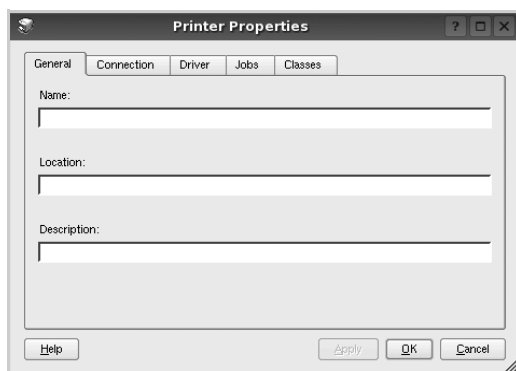 Printer Properties
General Connection Driver Jobs Classes
Name:
Location:
Description:
Help Apply OK Cancel